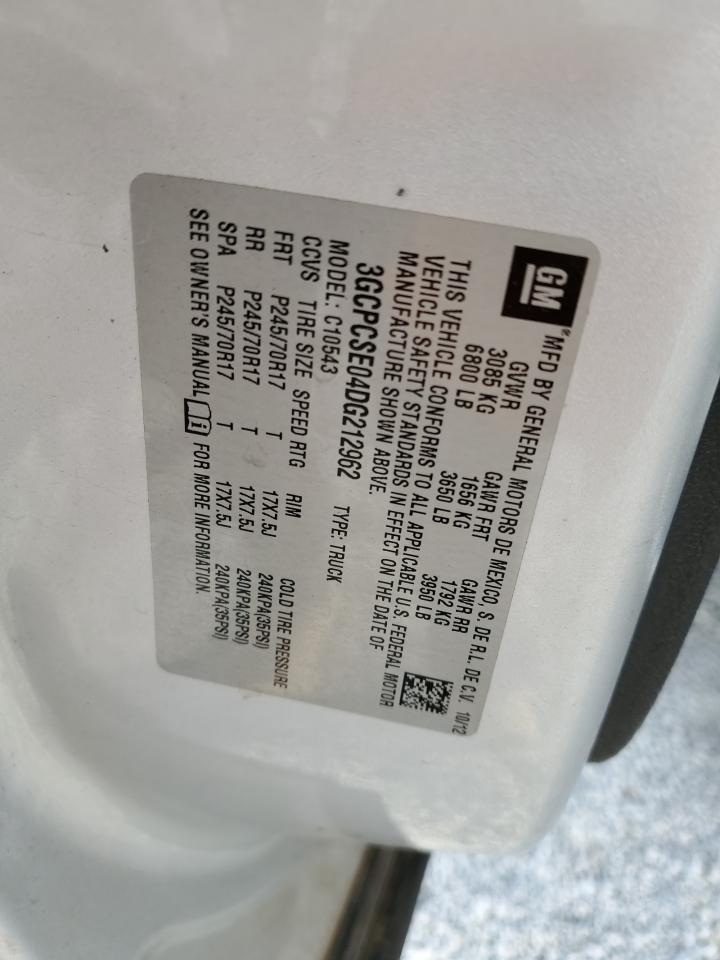 GM® MFD BY GENERAL MOTORS DE MEXICO, S. DE R.L. DE C.V. 10/12
GVWR GAWR FRT GAWR RR
3085 KG 1656 KG 1792 KG
6800 LB 3650 LB 3950 LB
THIS VEHICLE CONFORMS TO ALL APPLICABLE U.S. FEDERAL MOTOR
VEHICLE SAFETY STANDARDS IN EFFECT ON THE DATE OF
MANUFACTURE SHOWN ABOVE.
3GCPCSE04DG212962 TYPE: TRUCK
MODEL: C10543
CCVS TIRE SIZE SPEED RTG RIM COLD TIRE PRESSURE
FRT P245/70R17 T 17X7.5J 240KPA(35PSI)
RR P245/70R17 T 17X7.5J 240KPA(35PSI)
SPA P245/70R17 T 17X7.5J 240KPA(35PSI)
SEE OWNER'S MANUAL i FOR MORE INFORMATION.